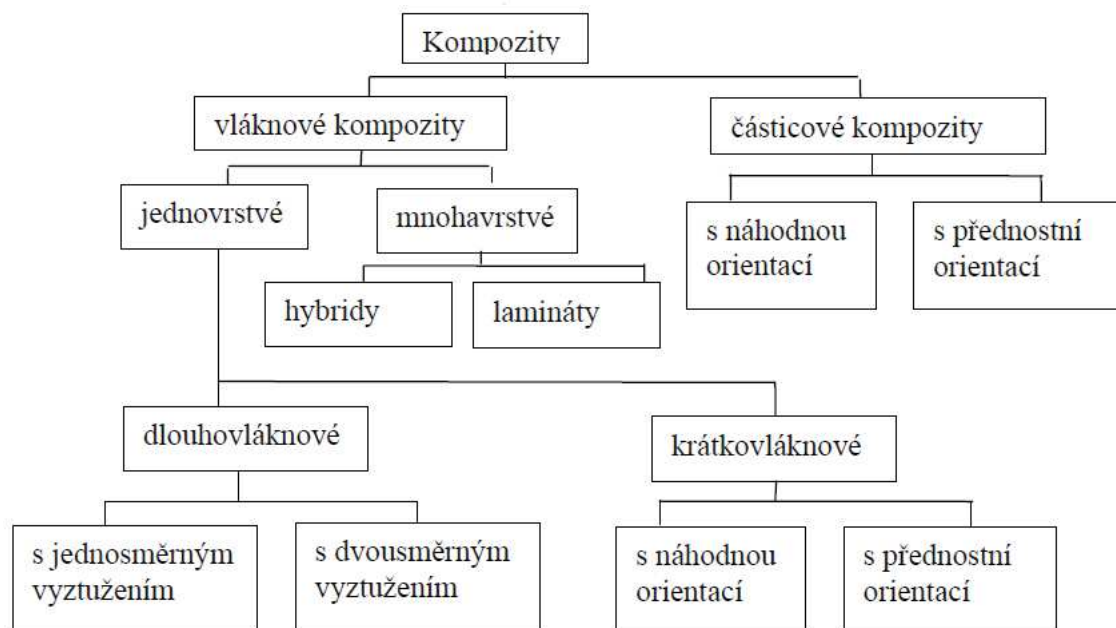 Kompozity
vláknové kompozity
částicové kompozity
jednovrstvé
mnohavrstvé
s náhodnou
orientací
s přednostní
orientací
hybridy
lamináty
dlouhovláknové
krátkovláknové
s jednosměrným
vyztužením
s dvousměrným
vyztužením
s náhodnou
orientací
s přednostní
orientací